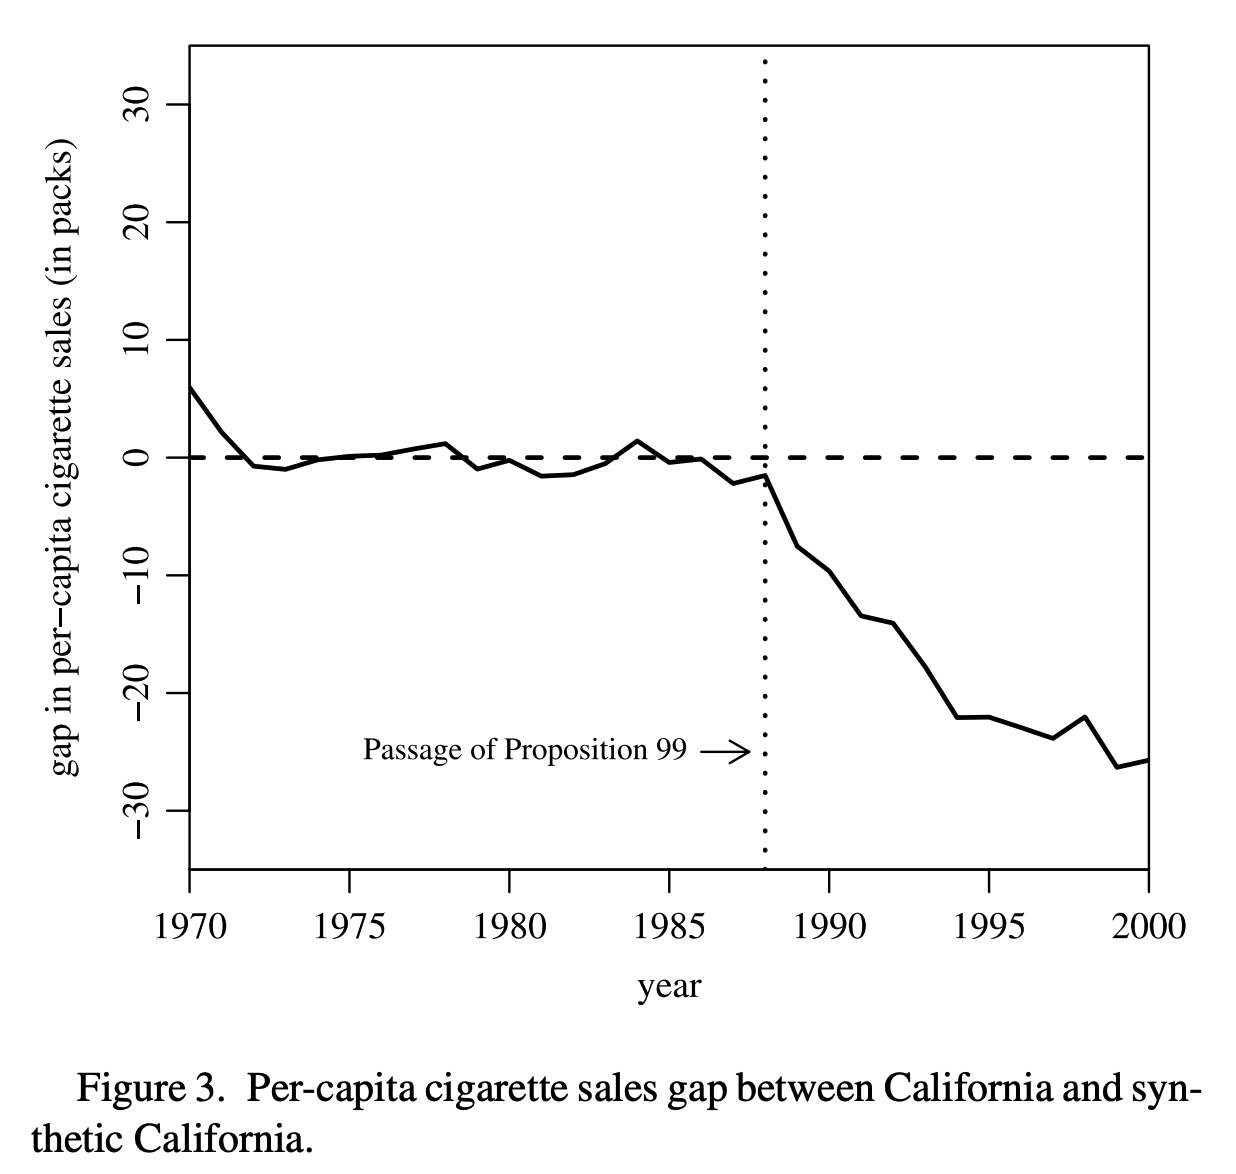 30
20
10
0
−10
−20
−30
gap in per−capita cigarette sales (in packs)
Passage of Proposition 99
1970 1975 1980 1985 1990 1995 2000
year
Figure 3. Per-capita cigarette sales gap between California and syn-
thetic California.